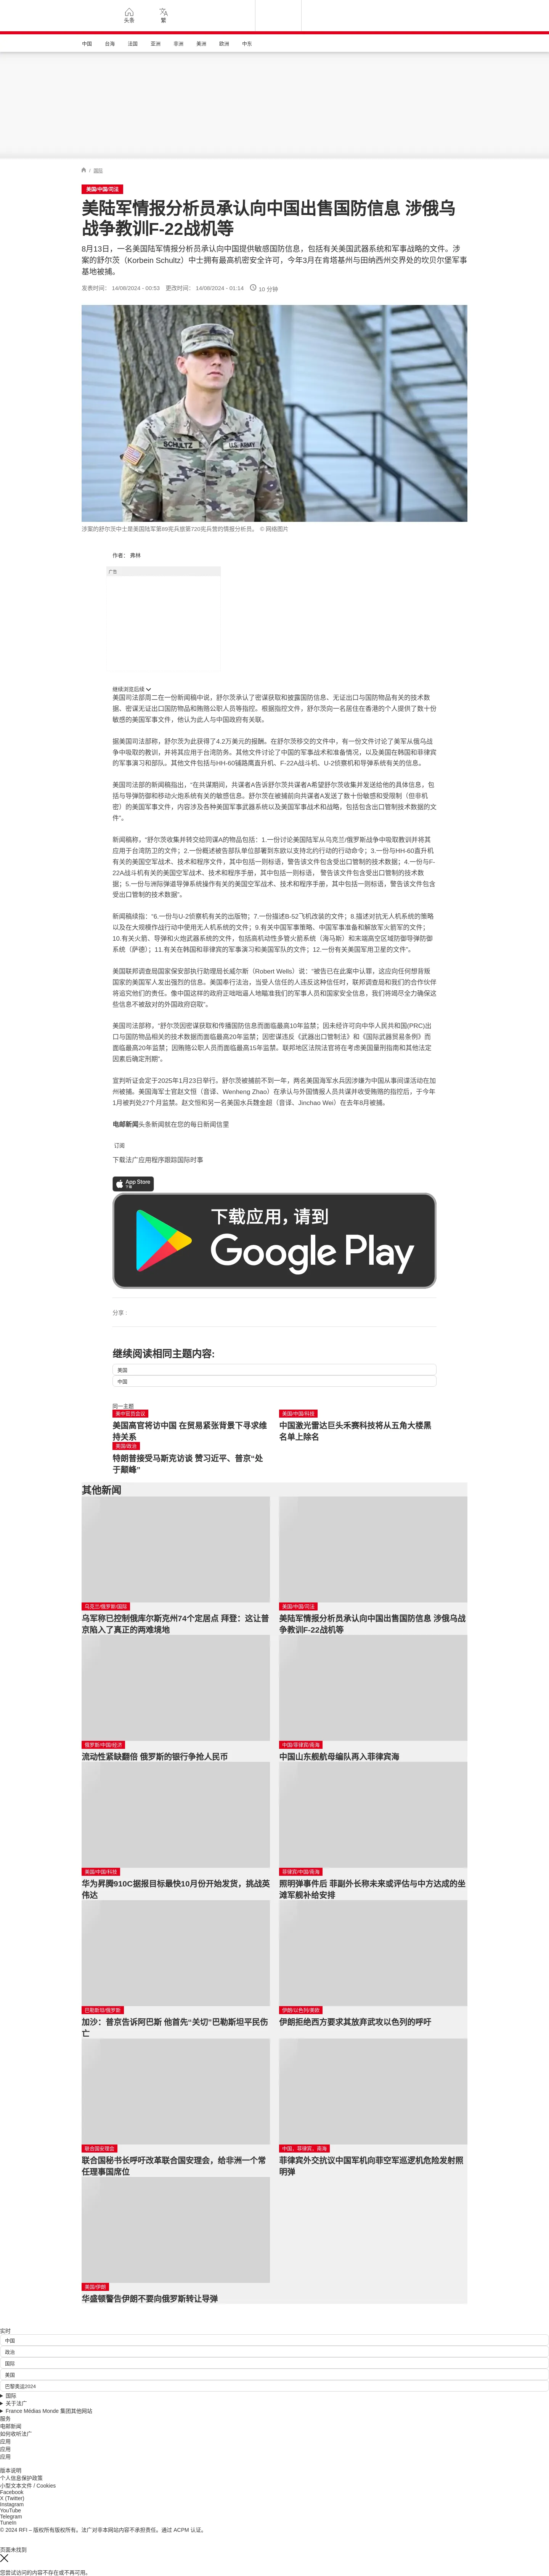 头条
繁
中国 台海 法国 亚洲 非洲 美洲 欧洲 中东
/ 国际
美国/中国/司法
美陆军情报分析员承认向中国出售国防信息 涉俄乌
战争教训F-22战机等
8月13日，一名美国陆军情报分析员承认向中国提供敏感国防信息，包括有关美国武器系统和军事战略的文件。涉
案的舒尔茨（Korbein Schultz）中士拥有最高机密安全许可，今年3月在肯塔基州与田纳西州交界处的坎贝尔堡军事
基地被捕。
发表时间： 14/08/2024 - 00:53 更改时间： 14/08/2024 - 01:14 10 分钟
U.S. ARMY
涉案的舒尔茨中士是美国陆军第89宪兵旅第720宪兵营的情报分析员。 © 网络图片
作者： 弗林
广告
继续浏览后续
美国司法部周二在一份新闻稿中说，舒尔茨承认了密谋获取和披露国防信息、无证出口与国防物品有关的技术数
据、密谋无证出口国防物品和贿赂公职人员等指控。根据指控文件，舒尔茨向一名居住在香港的个人提供了数十份
敏感的美国军事文件，他认为此人与中国政府有关联。
据美国司法部称，舒尔茨为此获得了4.2万美元的报酬。在舒尔茨移交的文件中，有一份文件讨论了美军从俄乌战
争中吸取的教训，并将其应用于台湾防务。其他文件讨论了中国的军事战术和准备情况，以及美国在韩国和菲律宾
的军事演习和部队。其他文件包括与HH-60铺路鹰直升机、F-22A战斗机、U-2侦察机和导弹系统有关的信息。
美国司法部的新闻稿指出，“在共谋期间，共谋者A告诉舒尔茨共谋者A希望舒尔茨收集并发送给他的具体信息，包
括与导弹防御和移动火炮系统有关的敏感信息。舒尔茨在被捕前向共谋者A发送了数十份敏感和受限制（但非机
密）的美国军事文件，内容涉及各种美国军事武器系统以及美国军事战术和战略，包括包含出口管制技术数据的文
件”。
新闻稿称，“舒尔茨收集并转交给同谋A的物品包括：1.一份讨论美国陆军从乌克兰/俄罗斯战争中吸取教训并将其
应用于台湾防卫的文件；2.一份概述被告部队单位部署到东欧以支持北约行动的行动命令；3.一份与HH-60直升机
有关的美国空军战术、技术和程序文件，其中包括一则标语，警告该文件包含受出口管制的技术数据；4.一份与F-
22A战斗机有关的美国空军战术、技术和程序手册，其中包括一则标语，警告该文件包含受出口管制的技术数
据；5.一份与洲际弹道导弹系统操作有关的美国空军战术、技术和程序手册，其中包括一则标语，警告该文件包含
受出口管制的技术数据”。
新闻稿续指：“6.一份与U-2侦察机有关的出版物；7.一份描述B-52飞机改装的文件；8.描述对抗无人机系统的策略
以及在大规模作战行动中使用无人机系统的文件；9.有关中国军事策略、中国军事准备和解放军火箭军的文件；
10.有关火箭、导弹和火炮武器系统的文件，包括高机动性多管火箭系统（海马斯）和末端高空区域防御导弹防御
系统（萨德）；11.有关在韩国和菲律宾的军事演习和美国军队的文件；12.一份有关美国军用卫星的文件”。
美国联邦调查局国家保安部执行助理局长威尔斯（Robert Wells）说：“被告已在此案中认罪，这应向任何想背叛
国家的美国军人发出强烈的信息。美国奉行法治，当受人信任的人违反这种信任时，联邦调查局和我们的合作伙伴
将追究他们的责任。像中国这样的政府正咄咄逼人地瞄准我们的军事人员和国家安全信息，我们将竭尽全力确保这
些信息不被敌对的外国政府窃取”。
美国司法部称，“舒尔茨因密谋获取和传播国防信息而面临最高10年监禁；因未经许可向中华人民共和国(PRC)出
口与国防物品相关的技术数据而面临最高20年监禁；因密谋违反《武器出口管制法》和《国际武器贸易条例》而
面临最高20年监禁；因贿赂公职人员而面临最高15年监禁。联邦地区法院法官将在考虑美国量刑指南和其他法定
因素后确定刑期”。
宣判听证会定于2025年1月23日举行。舒尔茨被捕前不到一年，两名美国海军水兵因涉嫌为中国从事间谍活动在加
州被捕。美国海军士官赵文恒（音译、Wenheng Zhao）在承认与外国情报人员共谋并收受贿赂的指控后，于今年
1月被判处27个月监禁。赵文恒和另一名美国水兵魏金超（音译、Jinchao Wei）在去年8月被捕。
电邮新闻头条新闻就在您的每日新闻信里
订阅
下载法广应用程序跟踪国际时事
App Store
下载
下载应用，请到
Google Play
分享 :
继续阅读相同主题内容:
美国
中国
同一主题
美中官员会议
美国高官将访中国 在贸易紧张背景下寻求维
持关系
美国/中国/科技
中国激光雷达巨头禾赛科技将从五角大楼黑
名单上除名
美国/政治
特朗普接受马斯克访谈 赞习近平、普京“处
于巅峰”
其他新闻
乌克兰/俄罗斯/国际
乌军称已控制俄库尔斯克州74个定居点 拜登：这让普
京陷入了真正的两难境地
美国/中国/司法
美陆军情报分析员承认向中国出售国防信息 涉俄乌战
争教训F-22战机等
俄罗斯/中国/经济
流动性紧缺翻倍 俄罗斯的银行争抢人民币
中国/菲律宾/南海
中国山东舰航母编队再入菲律宾海
美国/中国/科技
华为昇腾910C据报目标最快10月份开始发货，挑战英
伟达
菲律宾/中国/南海
照明弹事件后 菲副外长称未来或评估与中方达成的坐
滩军舰补给安排
巴勒斯坦/俄罗斯
加沙：普京告诉阿巴斯 他首先“关切”巴勒斯坦平民伤
亡
伊朗/以色列/美欧
伊朗拒绝西方要求其放弃武攻以色列的呼吁
联合国安理会
联合国秘书长呼吁改革联合国安理会，给非洲一个常
任理事国席位
中国，菲律宾，南海
菲律宾外交抗议中国军机向菲空军巡逻机危险发射照
明弹
美国/伊朗
华盛顿警告伊朗不要向俄罗斯转让导弹
实时
中国
政治
国际
美国
巴黎奥运2024
国际
关于法广
France Médias Monde 集团其他网站
服务
电邮新闻
如何收听法广
应用
应用
应用
版本说明
个人信息保护政策
小型文本文件 / Cookies
Facebook
X (Twitter)
Instagram
YouTube
Telegram
TuneIn
© 2024 RFI – 版权所有版权所有。法广对非本网站内容不承担责任。通过 ACPM 认证。
页面未找到
您尝试访问的内容不存在或不再可用。